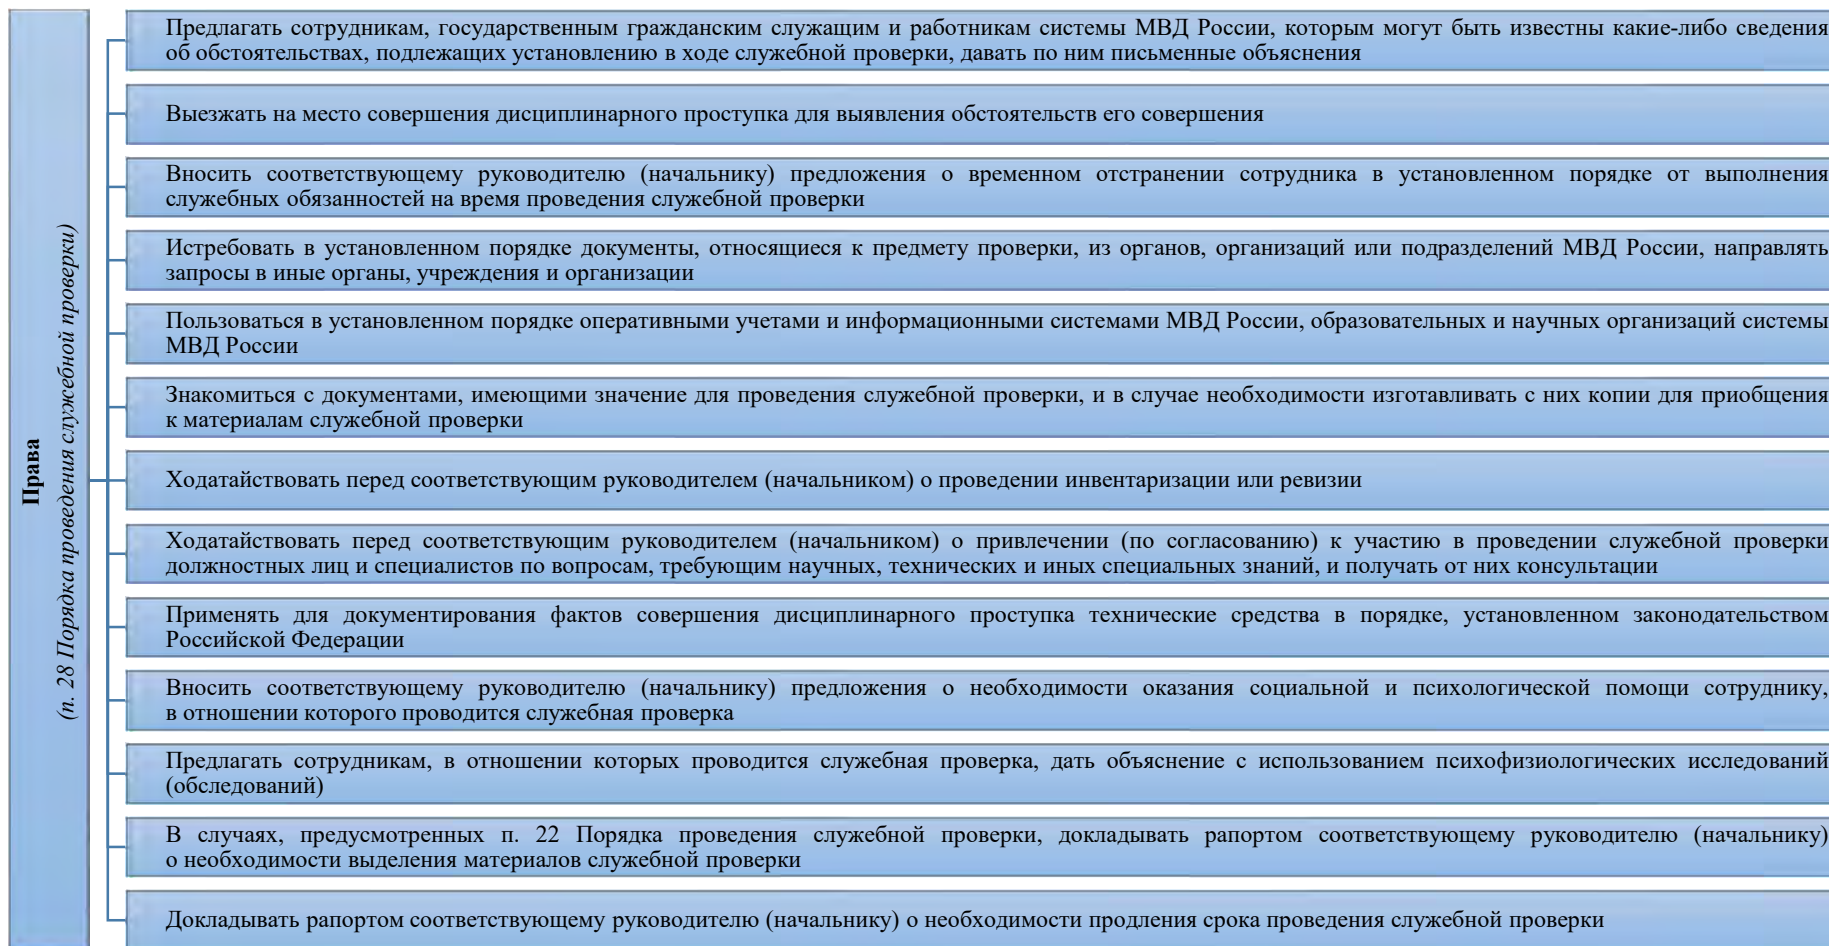 Права
(п. 28 Порядка проведения служебной проверки)
Предлагать сотрудникам, государственным гражданским служащим и работникам системы МВД России, которым могут быть известны какие-либо сведения
об обстоятельствах, подлежащих установлению в ходе служебной проверки, давать по ним письменные объяснения
Выезжать на место совершения дисциплинарного проступка для выявления обстоятельств его совершения
Вносить соответствующему руководителю (начальнику) предложения о временном отстранении сотрудника в установленном порядке от выполнения
служебных обязанностей на время проведения служебной проверки
Истребовать в установленном порядке документы, относящиеся к предмету проверки, из органов, организаций или подразделений МВД России, направлять
запросы в иные органы, учреждения и организации
Пользоваться в установленном порядке оперативными учетами и информационными системами МВД России, образовательных и научных организаций системы
МВД России
Знакомиться с документами, имеющими значение для проведения служебной проверки, и в случае необходимости изготавливать с них копии для приобщения
к материалам служебной проверки
Ходатайствовать перед соответствующим руководителем (начальником) о проведении инвентаризации или ревизии
Ходатайствовать перед соответствующим руководителем (начальником) о привлечении (по согласованию) к участию в проведении служебной проверки
должностных лиц и специалистов по вопросам, требующим научных, технических и иных специальных знаний, и получать от них консультации
Применять для документирования фактов совершения дисциплинарного проступка технические средства в порядке, установленном законодательством
Российской Федерации
Вносить соответствующему руководителю (начальнику) предложения о необходимости оказания социальной и психологической помощи сотруднику,
в отношении которого проводится служебная проверка
Предлагать сотрудникам, в отношении которых проводится служебная проверка, дать объяснение с использованием психофизиологических исследований
(обследований)
В случаях, предусмотренных п. 22 Порядка проведения служебной проверки, докладывать рапортом соответствующему руководителю (начальнику)
о необходимости выделения материалов служебной проверки
Докладывать рапортом соответствующему руководителю (начальнику) о необходимости продления срока проведения служебной проверки